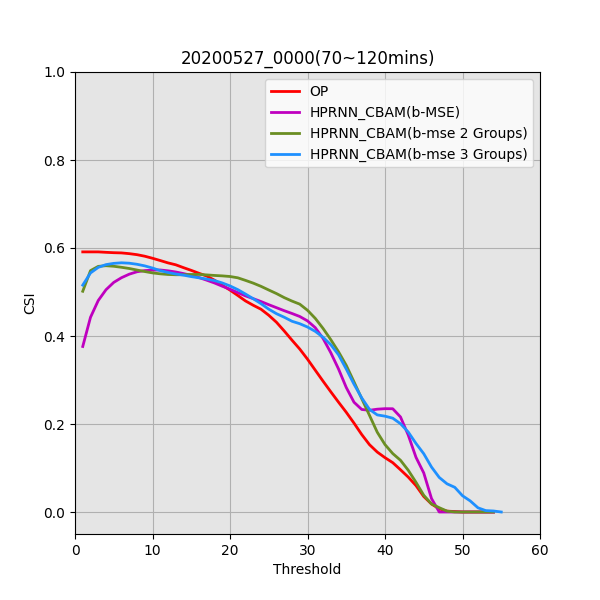 20200527_0000(70~120mins)
OP
HPRNN_CBAM(b-MSE)
HPRNN_CBAM(b-mse 2 Groups)
HPRNN_CBAM(b-mse 3 Groups)
CSI
1.0
0.8
0.6
0.4
0.2
0.0
0 10 20 30 40 50 60
Threshold